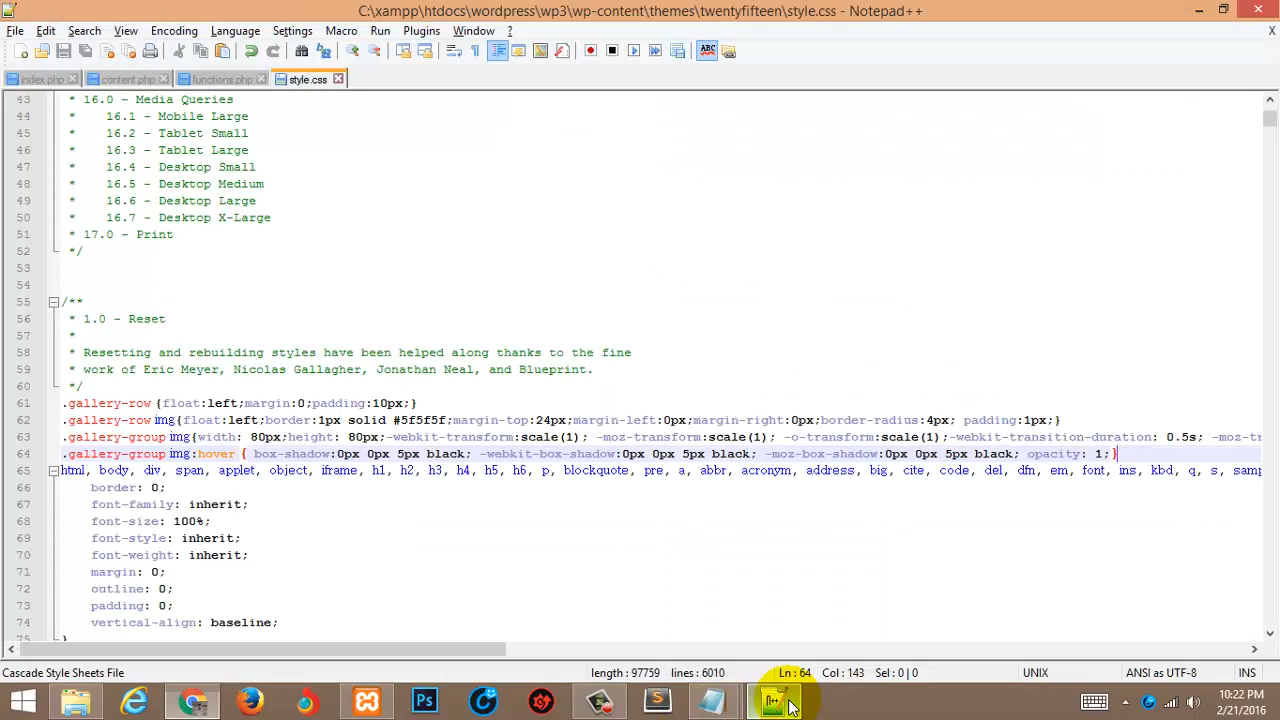 C:\xampp\htdocs\wordpress\wp3\wp-content\themes\twentyfifteen\style.css - Notepad++
File Edit Search View Encoding Language Settings Macro Run Plugins Window ? X
index.php content.php functions.php style.css
43 * 16.0 - Media Queries
44 * 16.1 - Mobile Large
45 * 16.2 - Tablet Small
46 * 16.3 - Tablet Large
47 * 16.4 - Desktop Small
48 * 16.5 - Desktop Medium
49 * 16.6 - Desktop Large
50 * 16.7 - Desktop X-Large
51 * 17.0 - Print
52 */
53
54
55 /**
56 * 1.0 - Reset
57 *
58 * Resetting and rebuilding styles have been helped along thanks to the fine
59 * work of Eric Meyer, Nicolas Gallagher, Jonathan Neal, and Blueprint.
60 */
61 .gallery-row {float:left;margin:0;padding:10px;}
62 .gallery-row img{float:left;border:1px solid #5f5f5f;margin-top:24px;margin-left:0px;margin-right:0px;border-radius:4px; padding:1px;}
63 .gallery-group img{width: 80px;height: 80px;-webkit-transform:scale(1); -moz-transform:scale(1); -o-transform:scale(1);-webkit-transition-duration: 0.5s; -moz-t
64 .gallery-group img:hover { box-shadow:0px 0px 5px black; -webkit-box-shadow:0px 0px 5px black; -moz-box-shadow:0px 0px 5px black; opacity: 1;}
65 html, body, div, span, applet, object, iframe, h1, h2, h3, h4, h5, h6, p, blockquote, pre, a, abbr, acronym, address, big, cite, code, del, dfn, em, font, ins, kbd, q, s, samp
66 border: 0;
67 font-family: inherit;
68 font-size: 100%;
69 font-style: inherit;
70 font-weight: inherit;
71 margin: 0;
72 outline: 0;
73 padding: 0;
74 vertical-align: baseline;
75 }
Cascade Style Sheets File length : 97759 lines : 6010 Ln : 64 Col : 143 Sel : 0 | 0 UNIX ANSI as UTF-8 INS
10:22 PM
2/21/2016